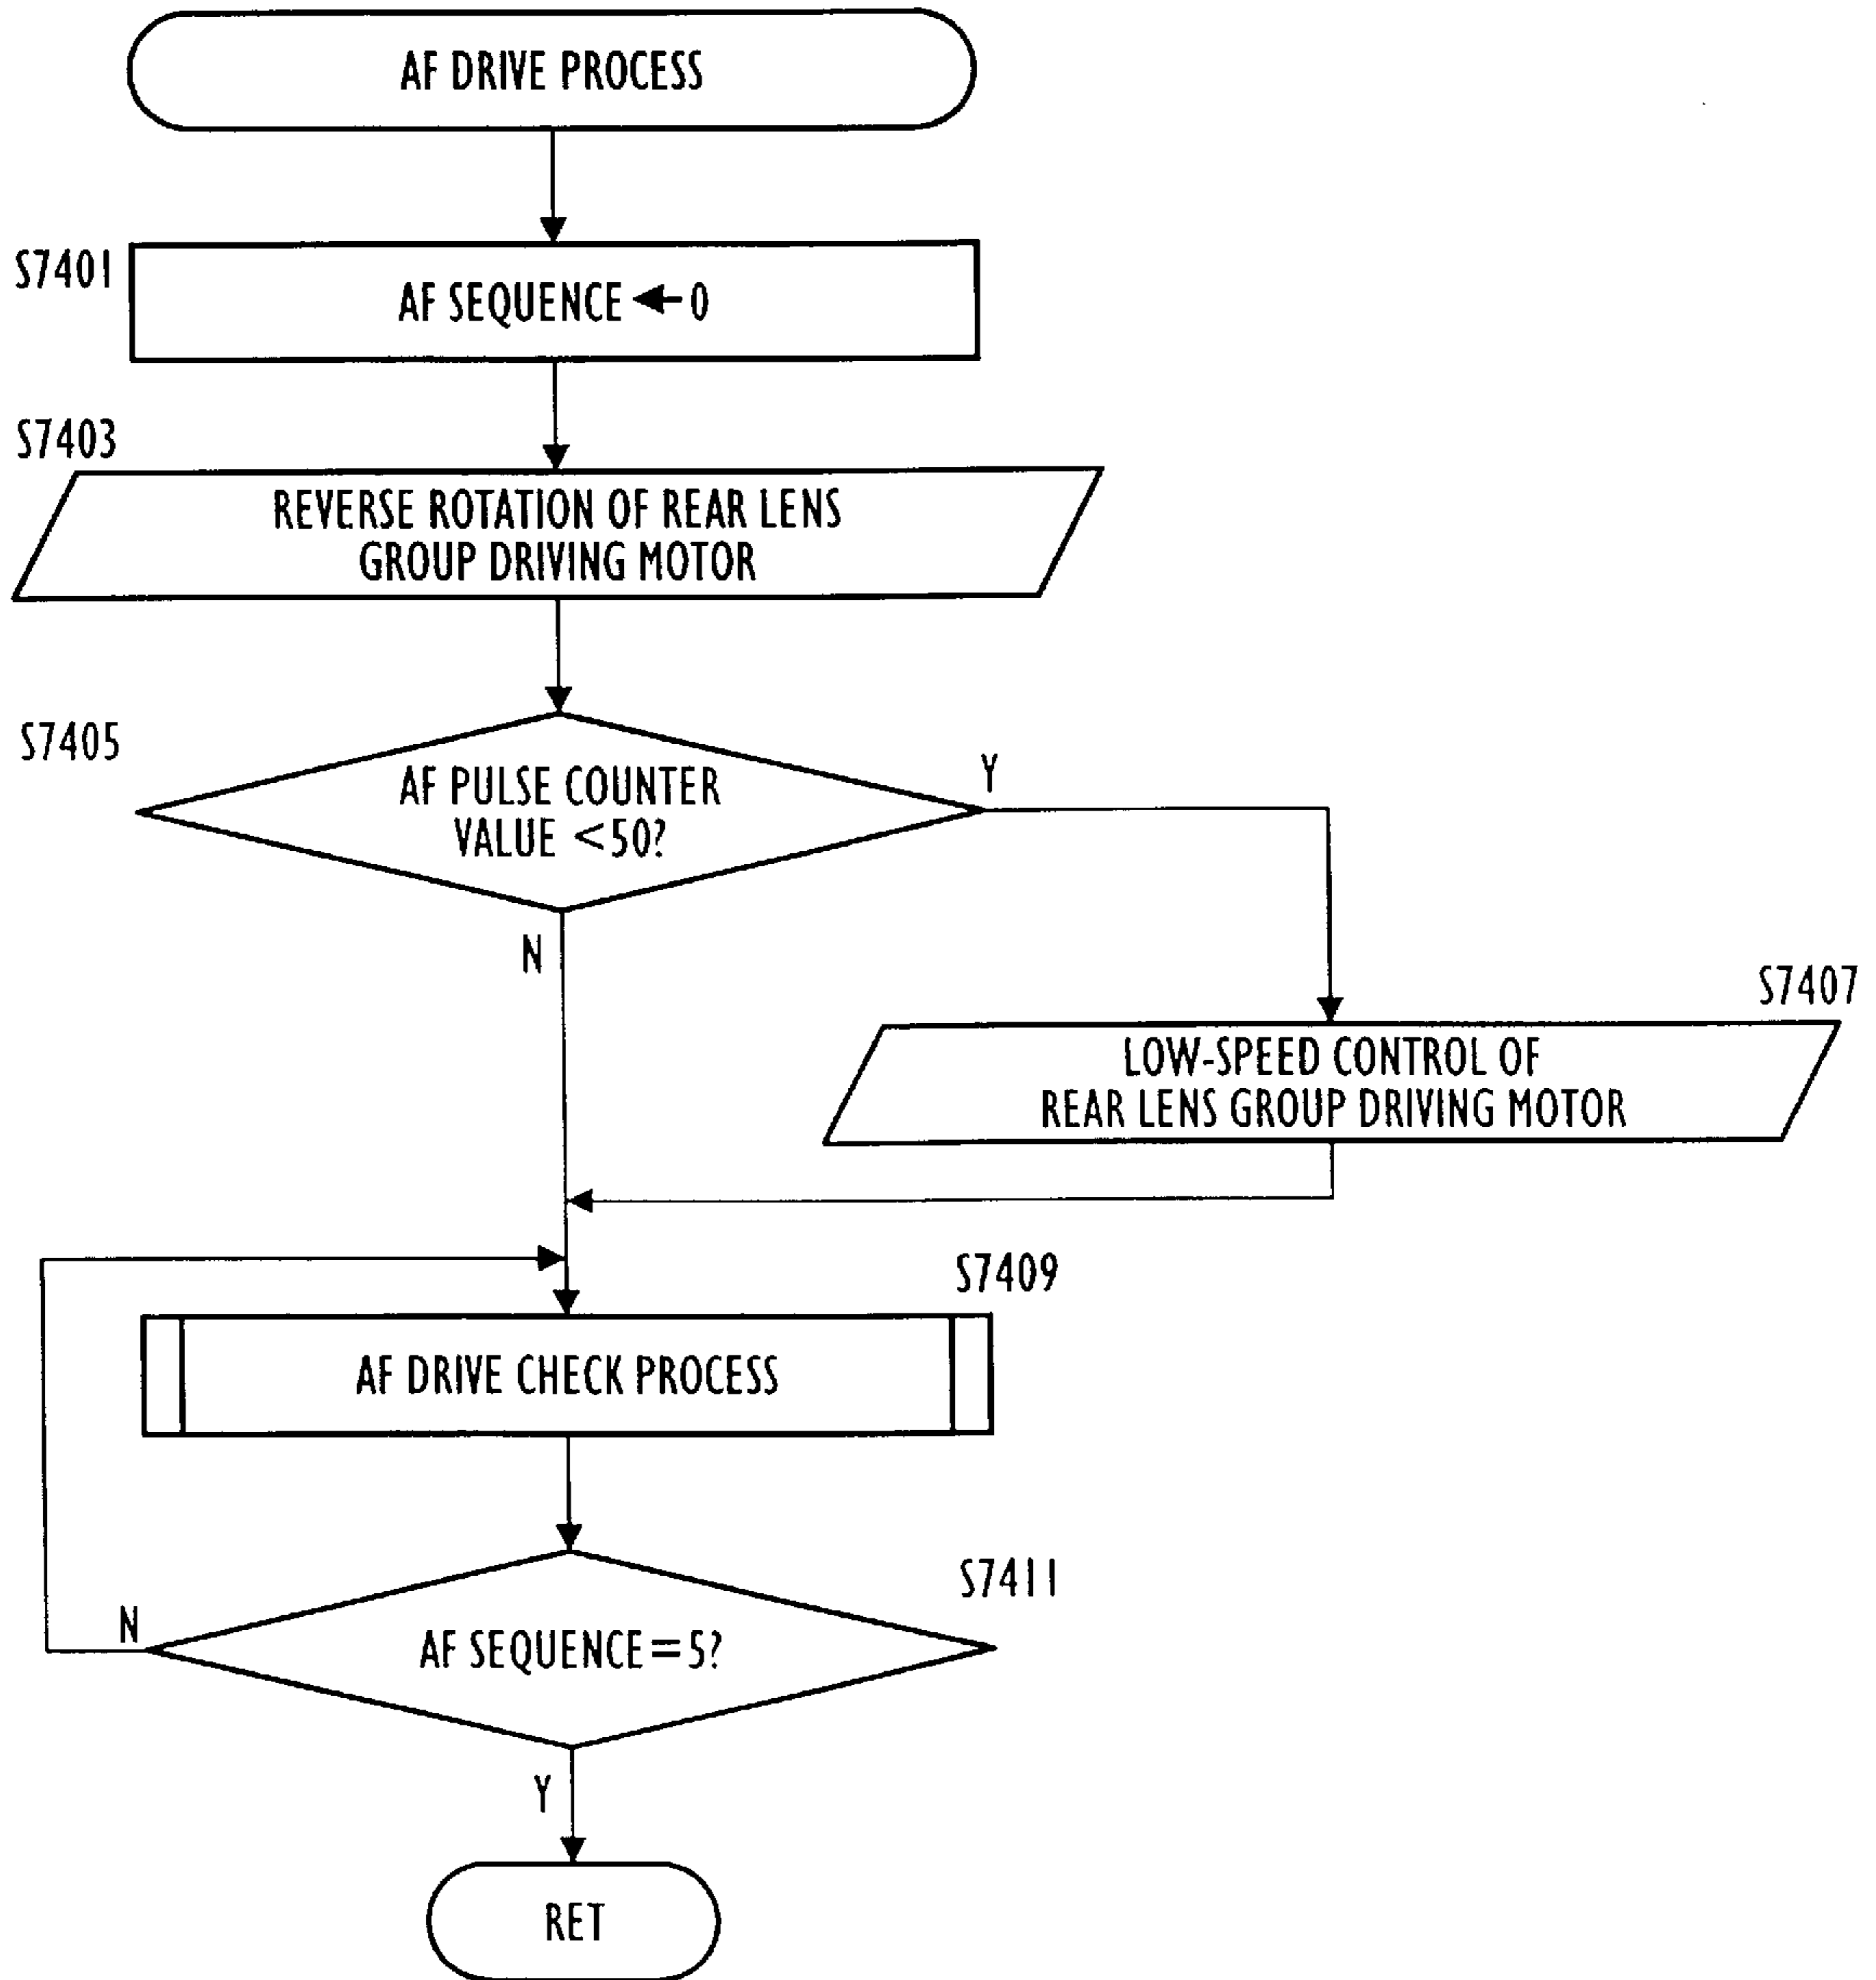 AF DRIVE PROCESS
S7401
AF SEQUENCE ← 0
S7403
REVERSE ROTATION OF REAR LENS
GROUP DRIVING MOTOR
S7405
AF PULSE COUNTER
VALUE <50?
Y
N
S7407
LOW-SPEED CONTROL OF
REAR LENS GROUP DRIVING MOTOR
S7409
AF DRIVE CHECK PROCESS
S7411
N
AF SEQUENCE=5?
Y
RET